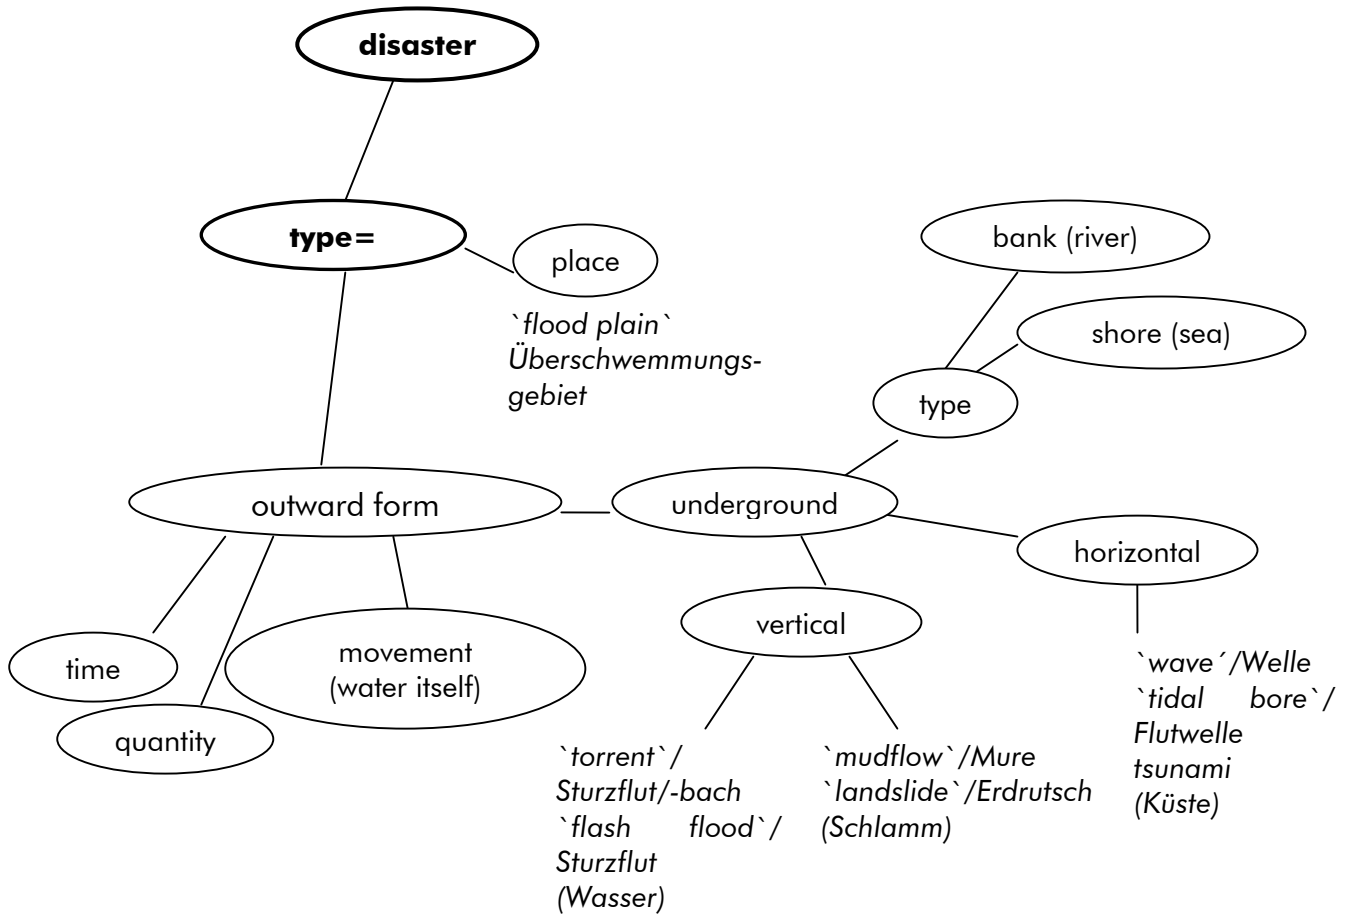 disaster
type=
place
`flood plain`
Überschwemmungs-
gebiet
bank (river)
shore (sea)
type
outward form
underground
horizontal
vertical
time
quantity
movement
(water itself)
`torrent`/
Sturzflut/-bach
`flash flood`/
Sturzflut
(Wasser)
`mudflow`/Mure
`landslide`/Erdrutsch
(Schlamm)
`wave´/Welle
`tidal bore`/
Flutwelle
tsunami
(Küste)